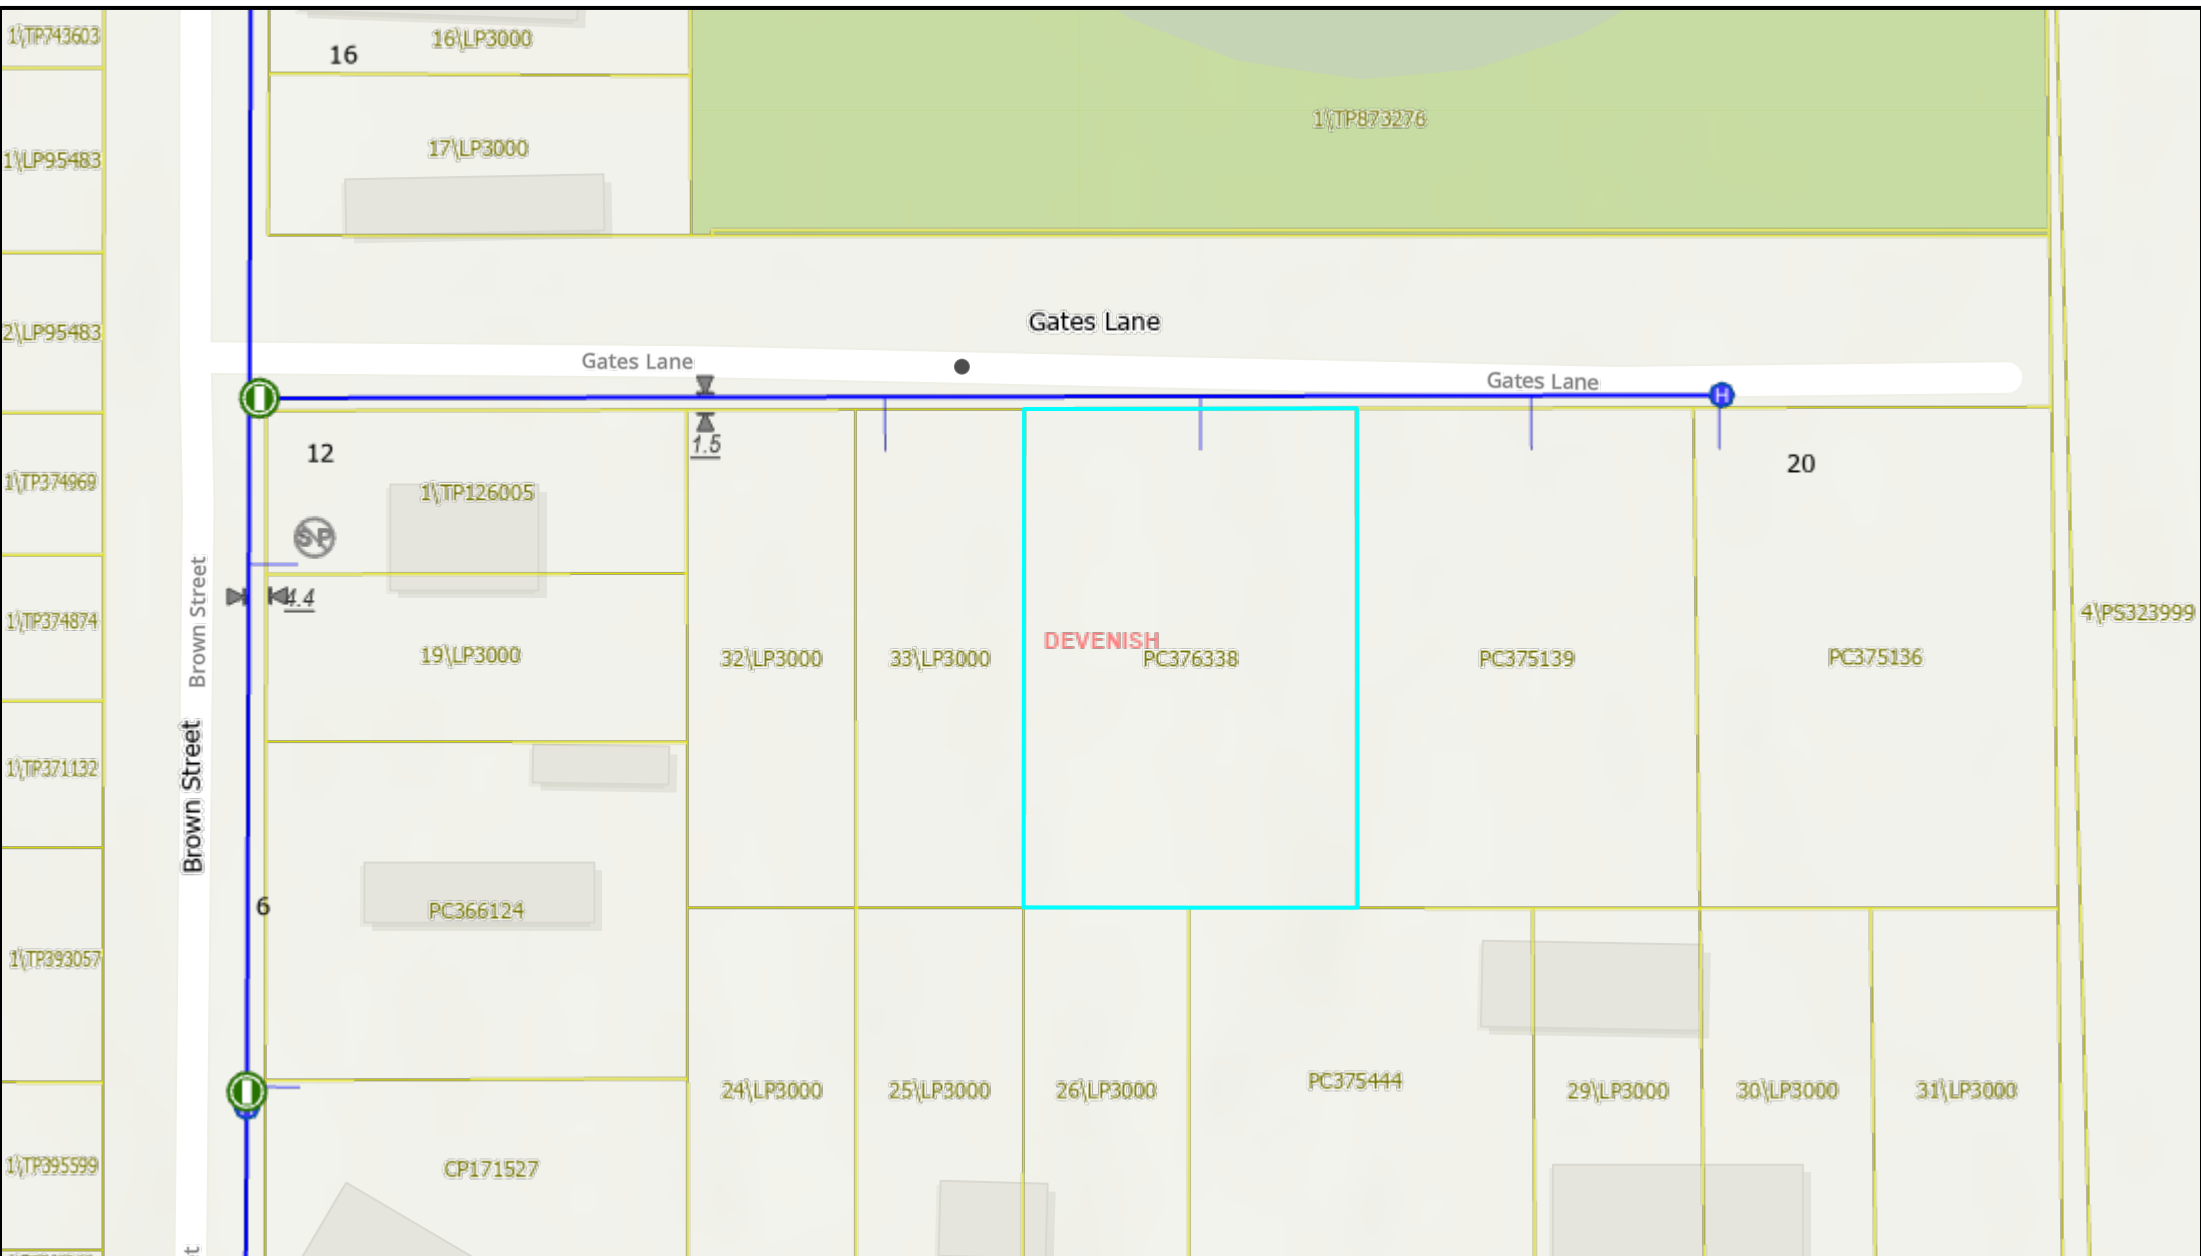 1\TP743603
16\LP3000
16
1\TP873276
17\LP3000
1\LP95483
Gates Lane
2\LP95483
Gates Lane
Gates Lane
H
1.5
12
20
1\TP374969
1\TP126005
SP
Brown Street
4.4
4\PS323999
1\TP374874
DEVENISH
19\LP3000
32\LP3000
33\LP3000
PC376338
PC375139
PC375136
Brown Street
1\TP371132
6
PC366124
1\TP393057
24\LP3000
25\LP3000
26\LP3000
PC375444
29\LP3000
30\LP3000
31\LP3000
1\TP395599
CP171527